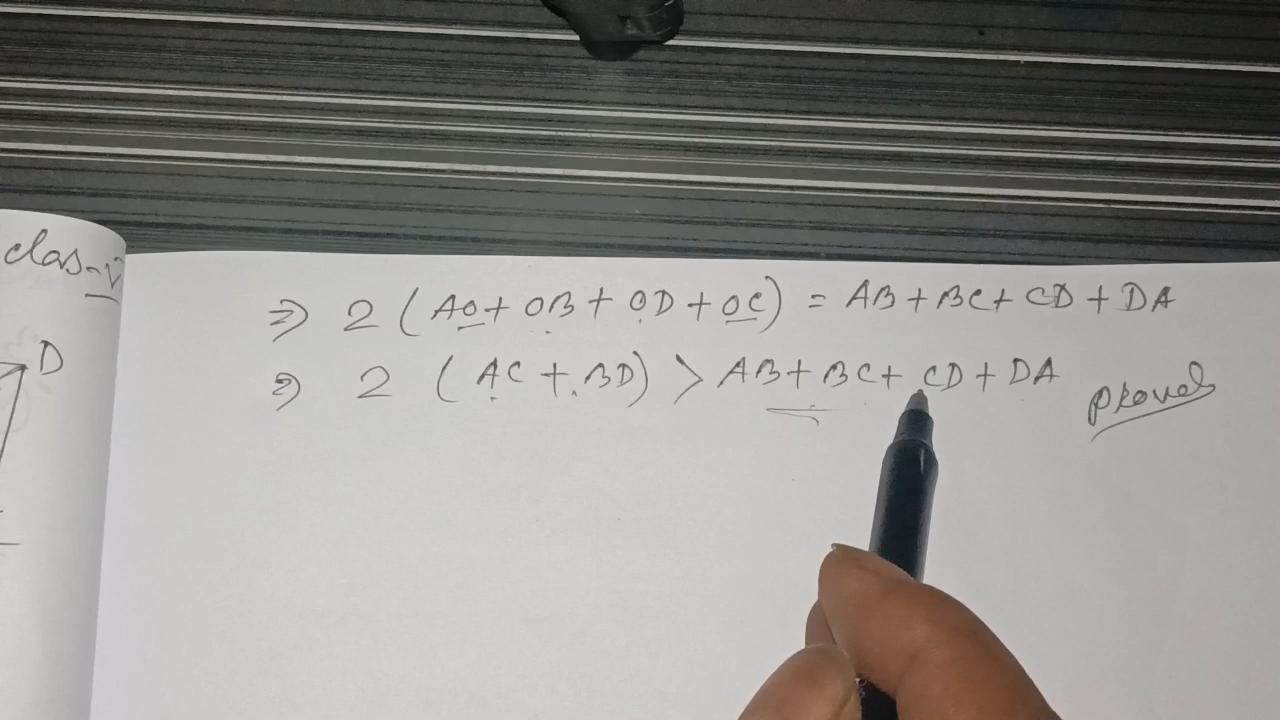 clas-V
D
⇒ 2 (AO + OB + OD + OC) = AB + BC + CD + DA
⇒ 2 (AC + BD) > AB + BC + CD + DA
proved